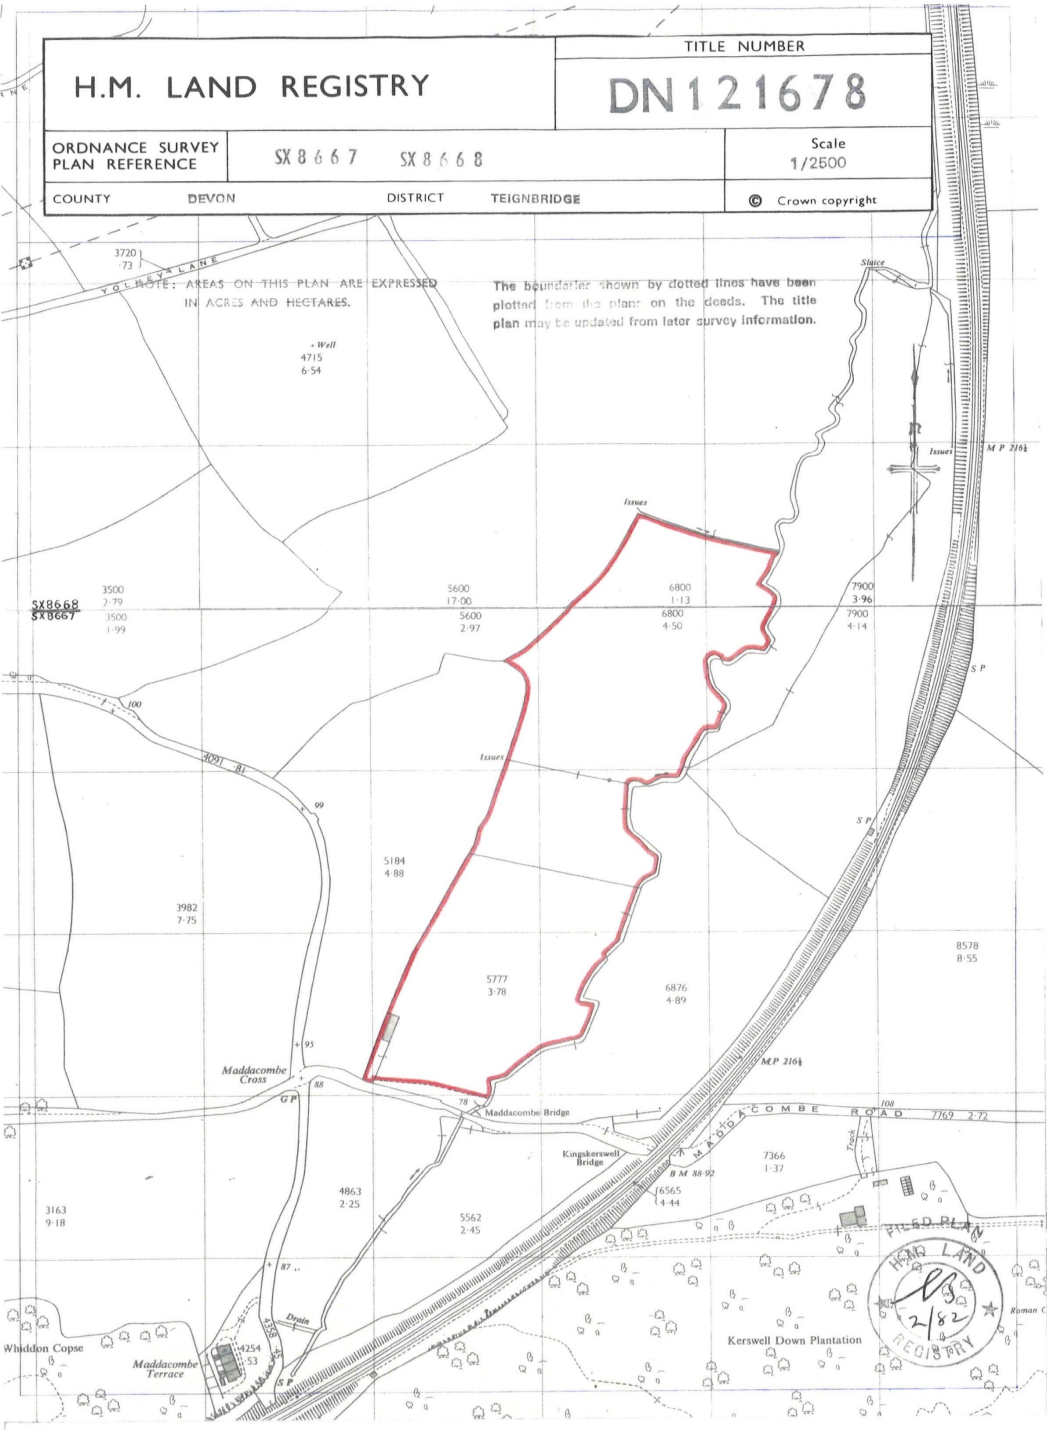 H.M. LAND REGISTRY
TITLE NUMBER
DN121678
ORDNANCE SURVEY
PLAN REFERENCE
SX8667 SX8668
Scale
1/2500
COUNTY DEVON DISTRICT TEIGNBRIDGE
© Crown copyright
3720
·73
YOLNEY LANE
NOTE: AREAS ON THIS PLAN ARE EXPRESSED
IN ACRES AND HECTARES.
The boundaries shown by dotted lines have been
plotted from the plans on the deeds. The title
plan may be updated from later survey information.
Sluice
Well
4715
6·54
Issues
M P 216¼
Issues
3500
2·79
5600
17·00
6800
1·13
7900
3·96
SX8668
SX8667
3500
1·99
5600
2·97
6800
4·50
7900
4·14
S P
100
4091 ·81
Issues
99
S P
5184
4·88
3982
7·75
8578
8·55
5777
3·78
6876
4·89
95
M.P 216¼
Maddacombe
Cross
88
G P
78
Maddacombe Bridge
MADDACOMBE ROAD
108
7769 2·72
Track
Kingskerswell
Bridge
B M 88·92
7366
1·37
6565
4·44
4863
2·25
3163
9·18
5562
2·45
87
FILED PLAN
H.M. LAND
REGISTRY
2/82
Roman C
Drain
4358 ·45
4254
·53
S P
Whiddon Copse
Maddacombe
Terrace
Kerswell Down Plantation